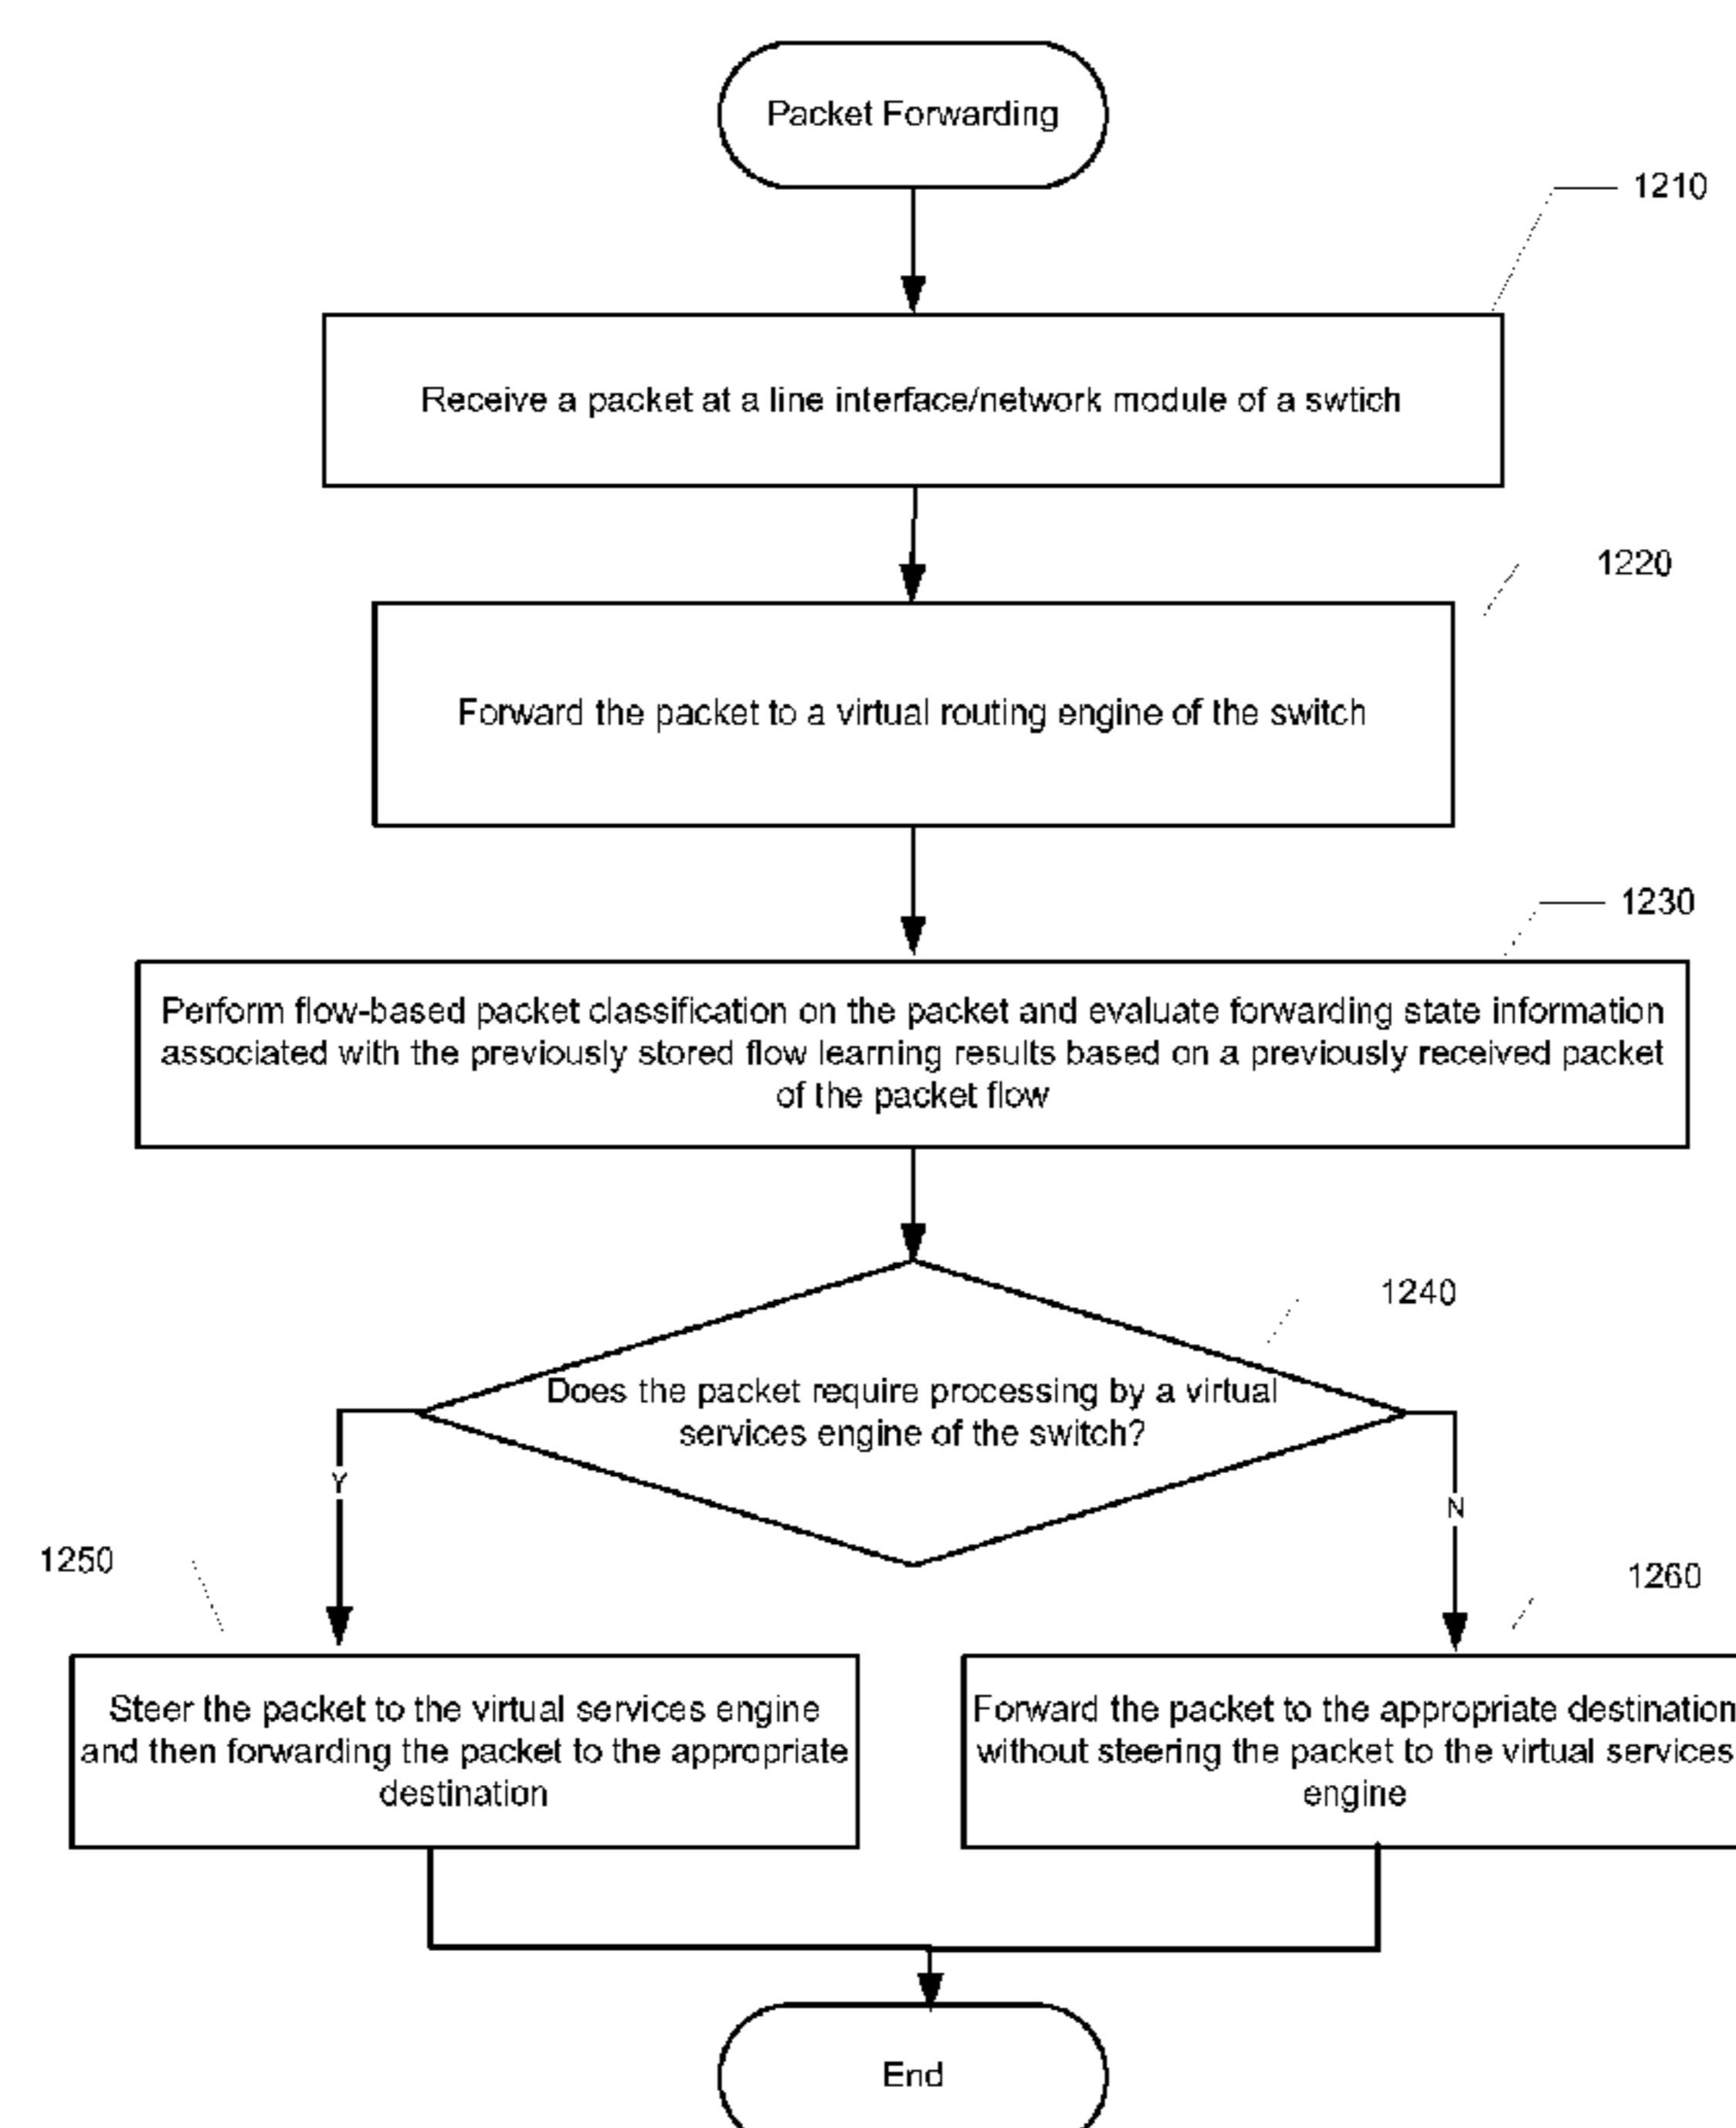 Packet Forwarding
1210
Receive a packet at a line interface/network module of a swtich
1220
Forward the packet to a virtual routing engine of the switch
1230
Perform flow-based packet classification on the packet and evaluate forwarding state information
associated with the previously stored flow learning results based on a previously received packet
of the packet flow
1240
Does the packet require processing by a virtual
services engine of the switch?
Y
N
1250
1260
Steer the packet to the virtual services engine
and then forwarding the packet to the appropriate
destination
Forward the packet to the appropriate destination
without steering the packet to the virtual services
engine
End